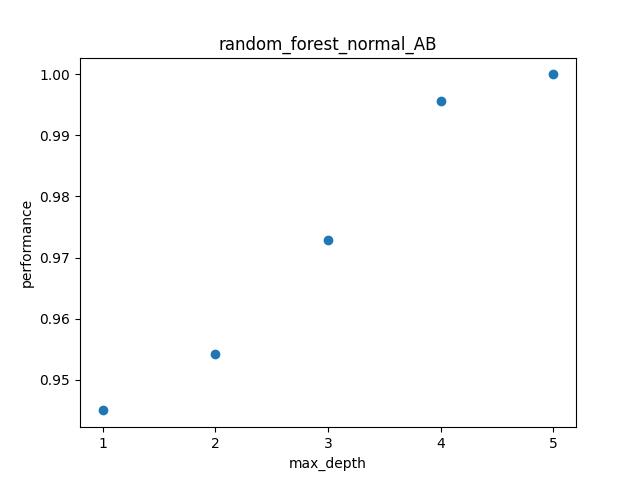 random_forest_normal_AB
1.00
0.99
0.98
0.97
0.96
0.95
performance
1 2 3 4 5
max_depth